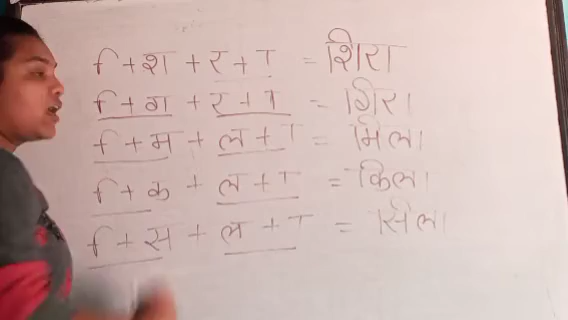 ि + श + र + ा = शिरा
ि + ग + र + ा = गिरा
ि + म + ल + ा = मिला
ि + क + ल + ा = किला
ि + स + ल + ा = सिला